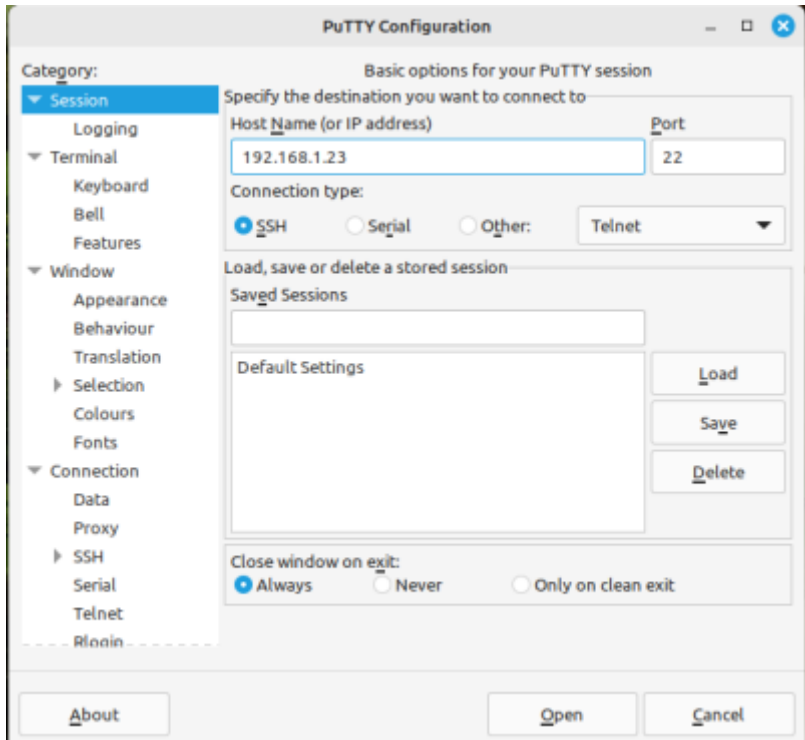 PuTTY Configuration
Category:
Session
Logging
Terminal
Keyboard
Bell
Features
Window
Appearance
Behaviour
Translation
Selection
Colours
Fonts
Connection
Data
Proxy
SSH
Serial
Telnet
Rlogin
Basic options for your PuTTY session
Specify the destination you want to connect to
Host Name (or IP address) Port
192.168.1.23 22
Connection type:
SSH Serial Other: Telnet
Load, save or delete a stored session
Saved Sessions
Default Settings
Load
Save
Delete
Close window on exit:
Always Never Only on clean exit
About Open Cancel